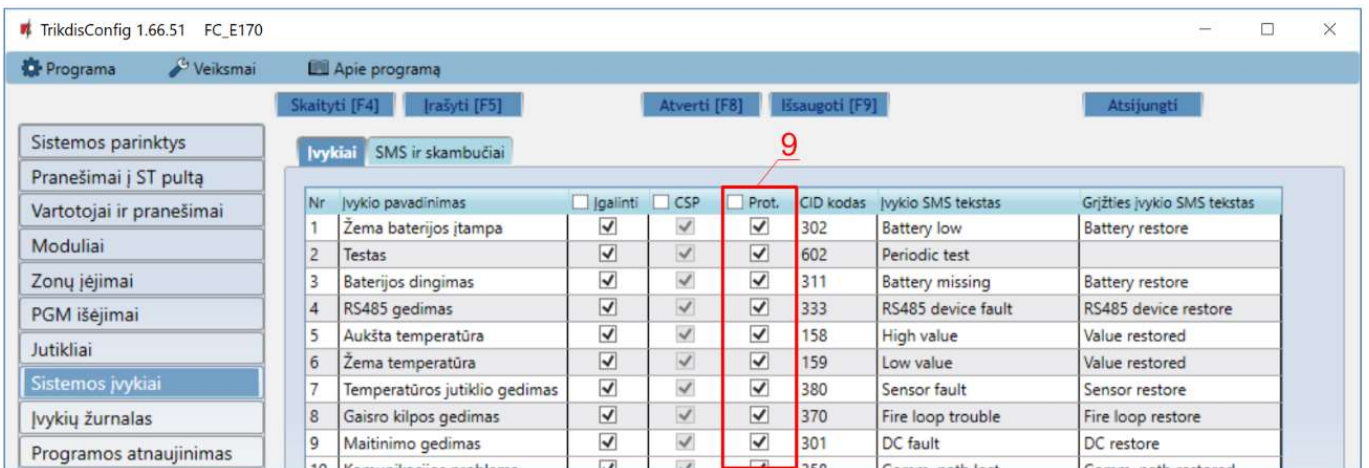 TrikdisConfig 1.66.51 FC_E170
Programa Veiksmai Apie programą
Skaityti [F4] Įrašyti [F5] Atverti [F8] Išsaugoti [F9] Atsijungti
Sistemos parinktys
Pranešimai į ST pultą
Vartotojai ir pranešimai
Moduliai
Zonų įėjimai
PGM išėjimai
Jutikliai
Sistemos įvykiai
Įvykių žurnalas
Programos atnaujinimas
Įvykiai SMS ir skambučiai
9
Nr Įvykio pavadinimas Įgalinti CSP Prot. CID kodas Įvykio SMS tekstas Grįžties įvykio SMS tekstas
1 Žema baterijos įtampa 302 Battery low Battery restore
2 Testas 602 Periodic test
3 Baterijos dingimas 311 Battery missing Battery restore
4 RS485 gedimas 333 RS485 device fault RS485 device restore
5 Aukšta temperatūra 158 High value Value restored
6 Žema temperatūra 159 Low value Value restored
7 Temperatūros jutiklio gedimas 380 Sensor fault Sensor restore
8 Gaisro kilpos gedimas 370 Fire loop trouble Fire loop restore
9 Maitinimo gedimas 301 DC fault DC restore